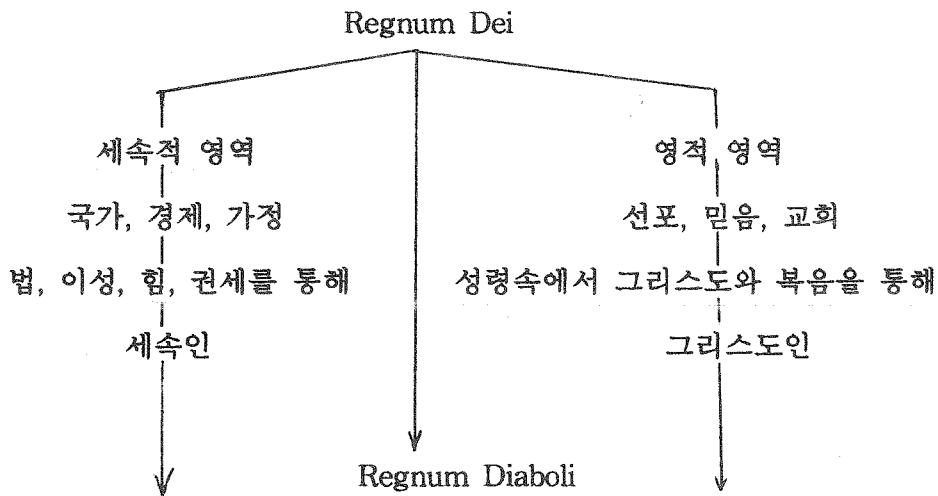 Regnum Dei
세속적 영역
영적 영역
국가, 경제, 가정
선포, 믿음, 교회
법, 이성, 힘, 권세를 통해
성령속에서 그리스도와 복음을 통해
세속인
그리스도인
Regnum Diaboli